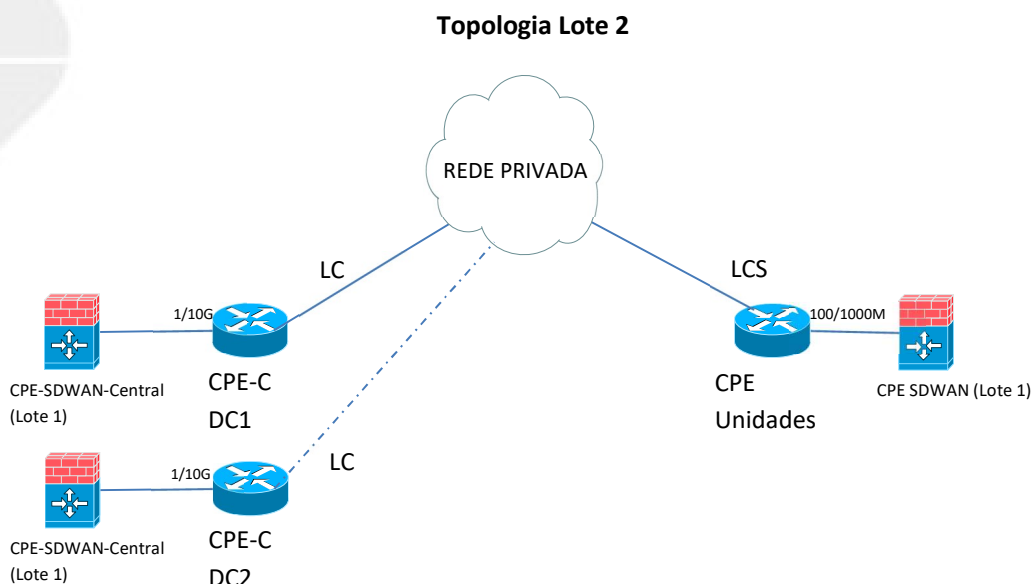 Topologia Lote 2
REDE PRIVADA
LC
LCS
1/10G
100/1000M
CPE-SDWAN-Central
(Lote 1)
CPE-C
DC1
CPE
Unidades
CPE SDWAN (Lote 1)
LC
1/10G
CPE-SDWAN-Central
(Lote 1)
CPE-C
DC2